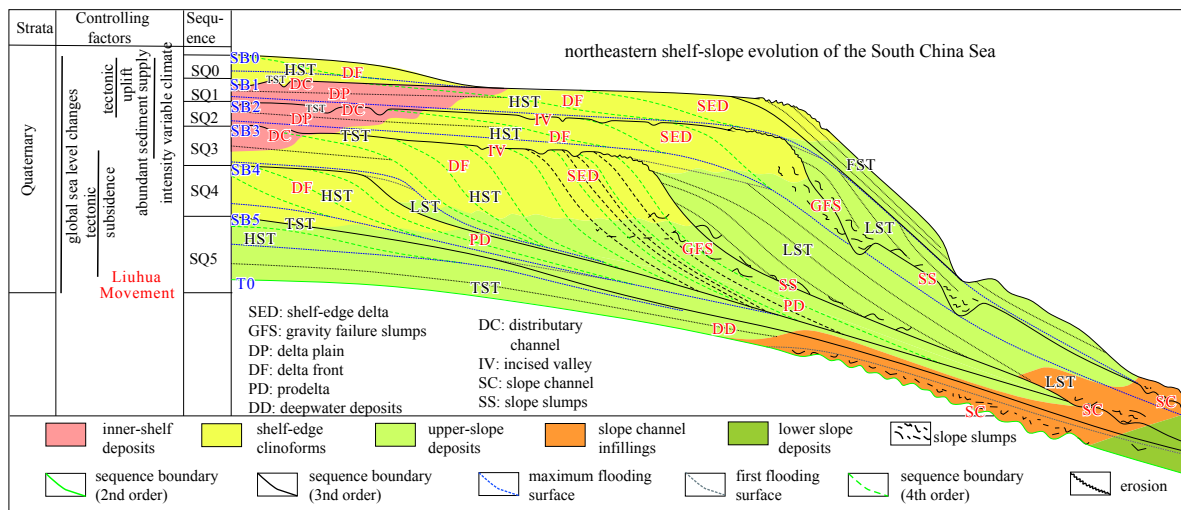 Strata
Controlling
factors
Sequ-
ence
northeastern shelf-slope evolution of the South China Sea
Quaternary
global sea level changes
tectonic
subsidence
tectonic
uplift
abundant sediment supply
intensity variable climate
Liuhua
Movement
SQ0
SQ1
SQ2
SQ3
SQ4
SQ5
SB0
SB1
SB2
SB3
SB4
SB5
T0
HST
DF
TST
DC
DP
HST
DF
SED
TST
DC
DP
IV
HST
DF
SED
DC
TST
IV
DF
SED
FST
DF
HST
HST
LST
GFS
LST
TST
PD
GFS
LST
HST
SS
SS
PD
TST
DD
LST
SC
SC
SC
SED: shelf-edge delta
GFS: gravity failure slumps
DP: delta plain
DF: delta front
PD: prodelta
DD: deepwater deposits
DC: distributary
channel
IV: incised valley
SC: slope channel
SS: slope slumps
inner-shelf
deposits
shelf-edge
clinoforms
upper-slope
deposits
slope channel
infillings
lower slope
deposits
slope slumps
sequence boundary
(2nd order)
sequence boundary
(3nd order)
maximum flooding
surface
first flooding
surface
sequence boundary
(4th order)
erosion